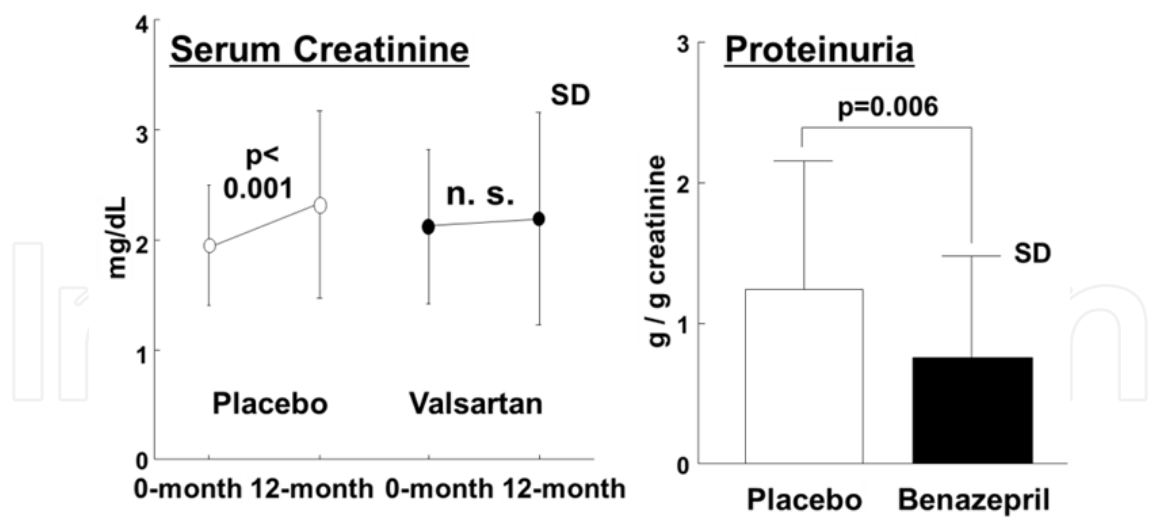 Serum Creatinine
4
3
2
1
0
mg/dL
p<
0.001
n. s.
SD
Placebo
Valsartan
0-month 12-month 0-month 12-month
Proteinuria
3
2
1
0
g / g creatinine
p=0.006
SD
Placebo
Benazepril